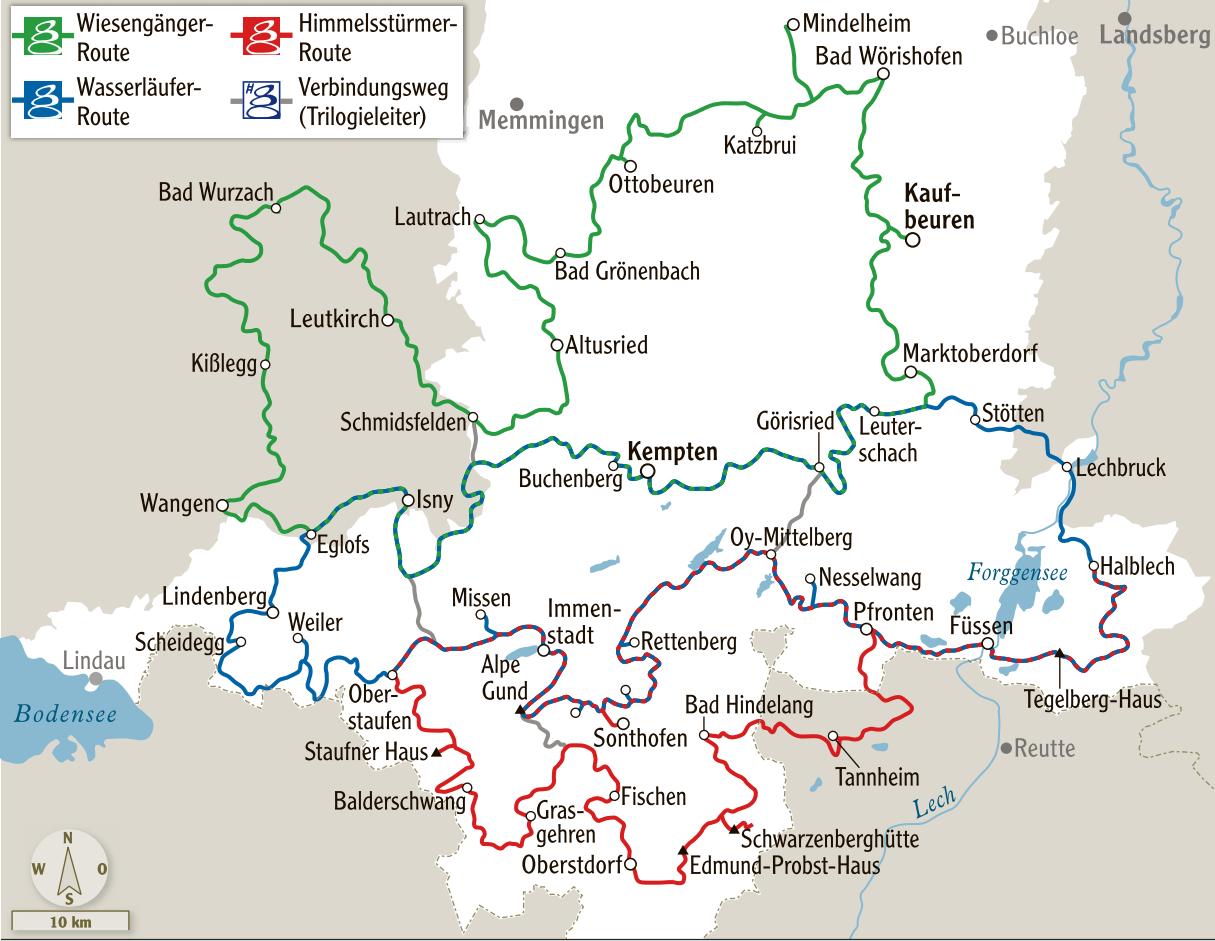 Wiesengänger-
Route
Himmelsstürmer-
Route
Wasserläufer-
Route
H
Verbindungsweg
(Trilogieleiter)
Mindelheim
Buchloe
Landsberg
Bad Wörishofen
Memmingen
Katzbrui
Ottobeuren
Bad Wurzach
Kauf-
beuren
Lautrach
Bad Grönenbach
Leutkirch
Altusried
Marktoberdorf
Kißlegg
Schmidsfelden
Görisried
Leuter-
schach
Stötten
Kempten
Buchenberg
Lechbruck
Wangen
Isny
Eglofs
Oy-Mittelberg
Forggensee
Halblech
Nesselwang
Lindenberg
Missen
Immen-
stadt
Pfronten
Füssen
Weiler
Scheidegg
Rettenberg
Lindau
Alpe
Gund
Ober-
staufen
Tegelberg-Haus
Bodensee
Bad Hindelang
Sonthofen
Reutte
Staufner Haus
Tannheim
Balderschwang
Fischen
Lech
Gras-
gehren
Schwarzenberghütte
Oberstdorf
Edmund-Probst-Haus
N
W
O
S
10 km